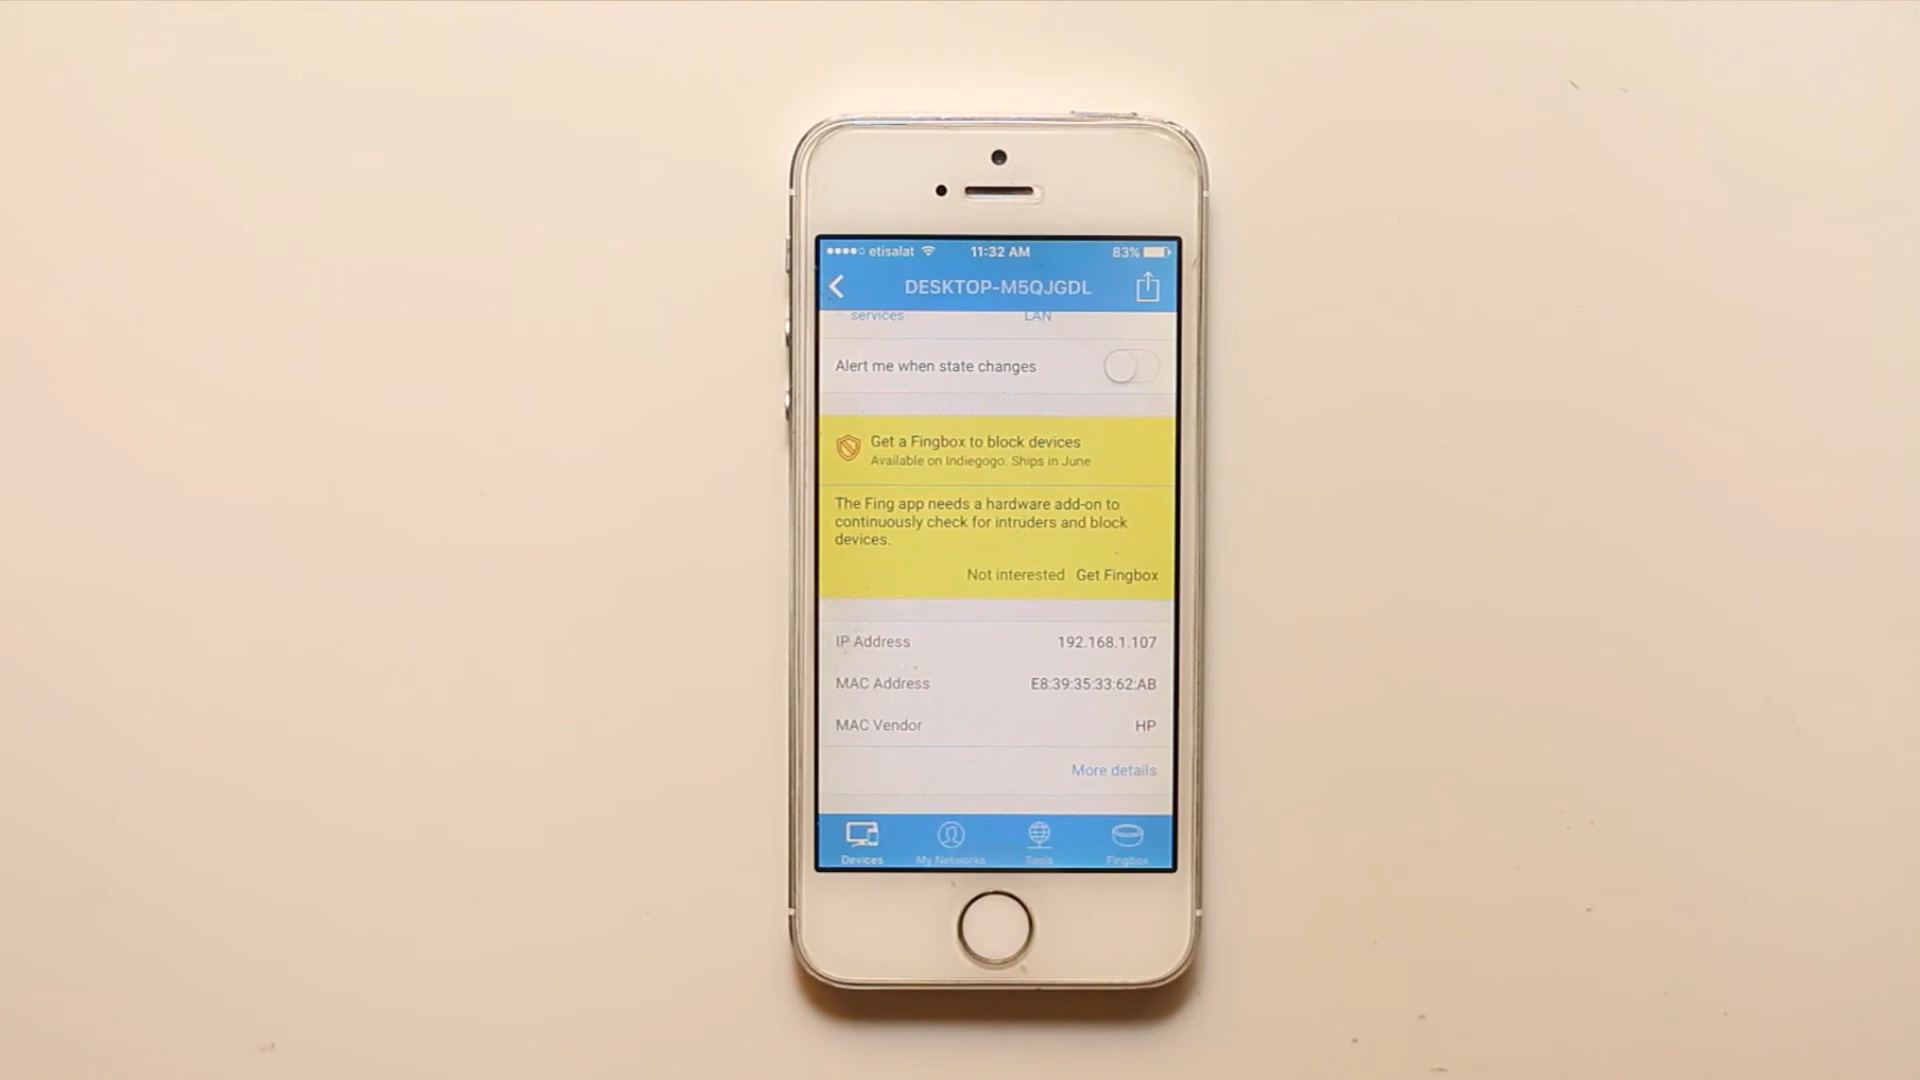 etisalat 11:32 AM 83%
DESKTOP-M5QJGDL
services LAN
Alert me when state changes
Get a Fingbox to block devices
Available on Indiegogo. Ships in June
The Fing app needs a hardware add-on to
continuously check for intruders and block
devices.
Not interested Get Fingbox
IP Address 192.168.1.107
MAC Address E8:39:35:33:62:AB
MAC Vendor HP
More details
Devices My Networks Tools Fingbox